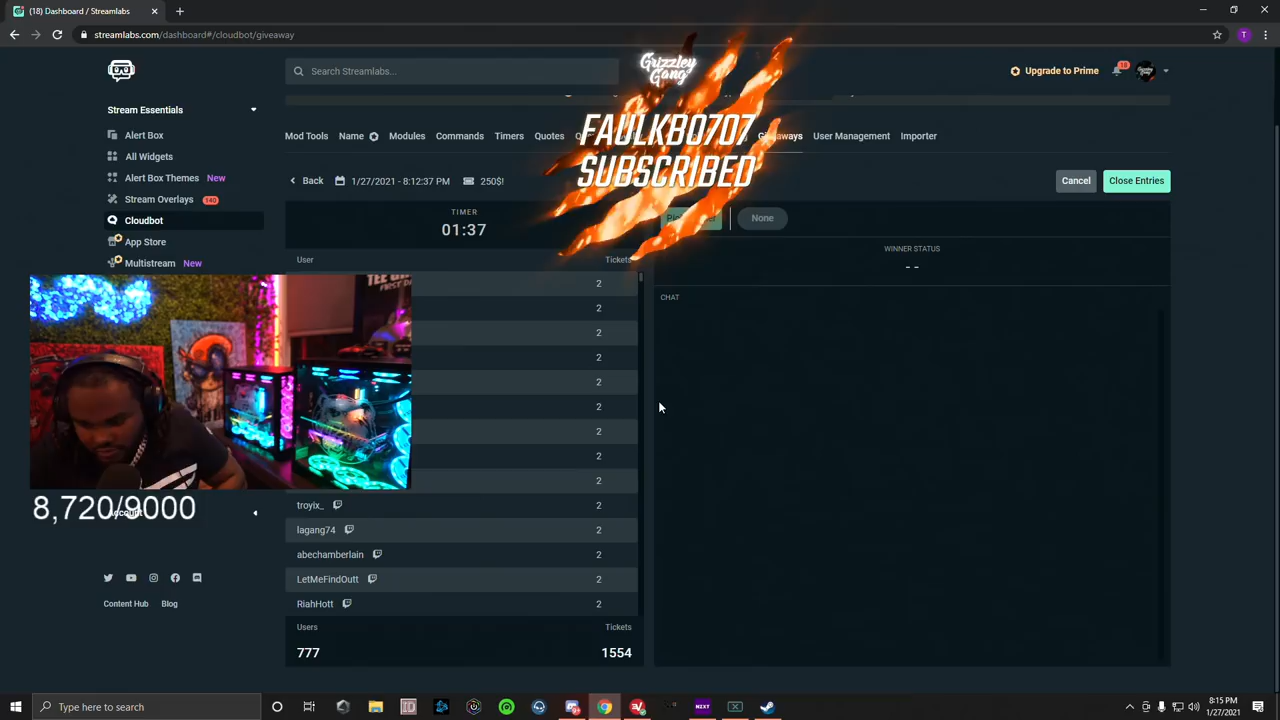 (18) Dashboard / Streamlabs
streamlabs.com/dashboard#/cloudbot/giveaway
Search Streamlabs...
Grizzley
Gang
Upgrade to Prime
18
Stream Essentials
Alert Box
All Widgets
Alert Box Themes New
Stream Overlays 140
Cloudbot
App Store
Multistream New
Account
Content Hub Blog
Mod Tools Name Modules Commands Timers Quotes Giveaways User Management Importer
FAULKB0707
SUBSCRIBED
Back 1/27/2021 - 8:12:37 PM 250$!
Cancel Close Entries
TIMER
01:37
None
User Tickets
WINNER STATUS
- -
CHAT
2
2
2
2
2
2
2
2
2
troyix_ 2
lagang74 2
abechamberlain 2
LetMeFindOutt 2
RiahHott 2
Users Tickets
777 1554
8,720/9000
Type here to search
N2XT
8:15 PM
1/27/2021